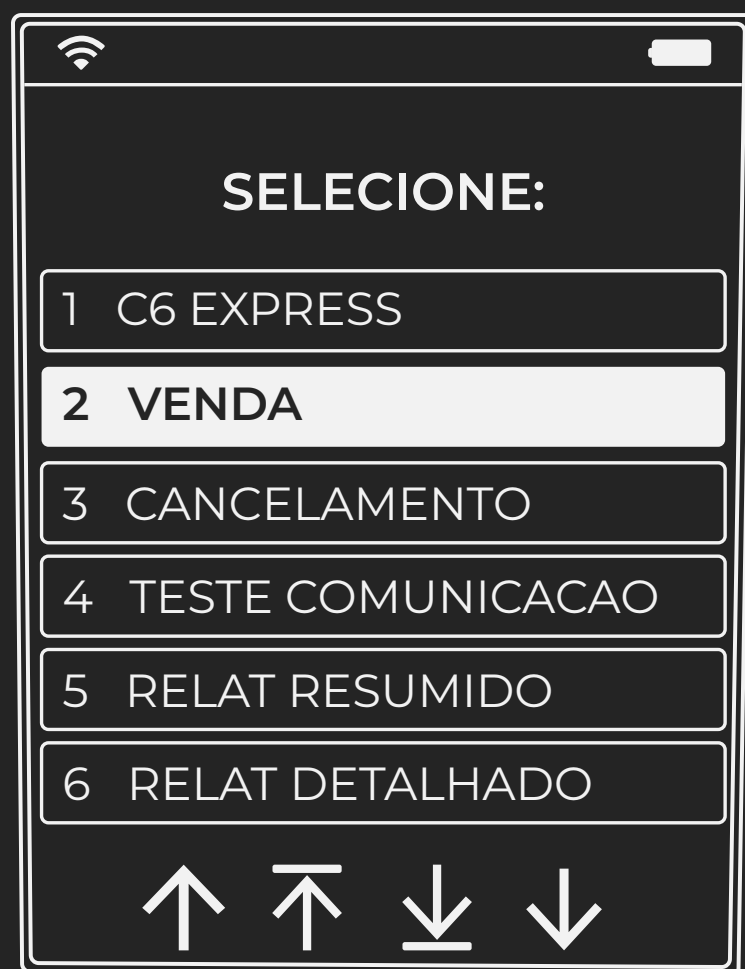 SELECIONE:
1 C6 EXPRESS
2 VENDA
3 CANCELAMENTO
4 TESTE COMUNICACAO
5 RELAT RESUMIDO
6 RELAT DETALHADO